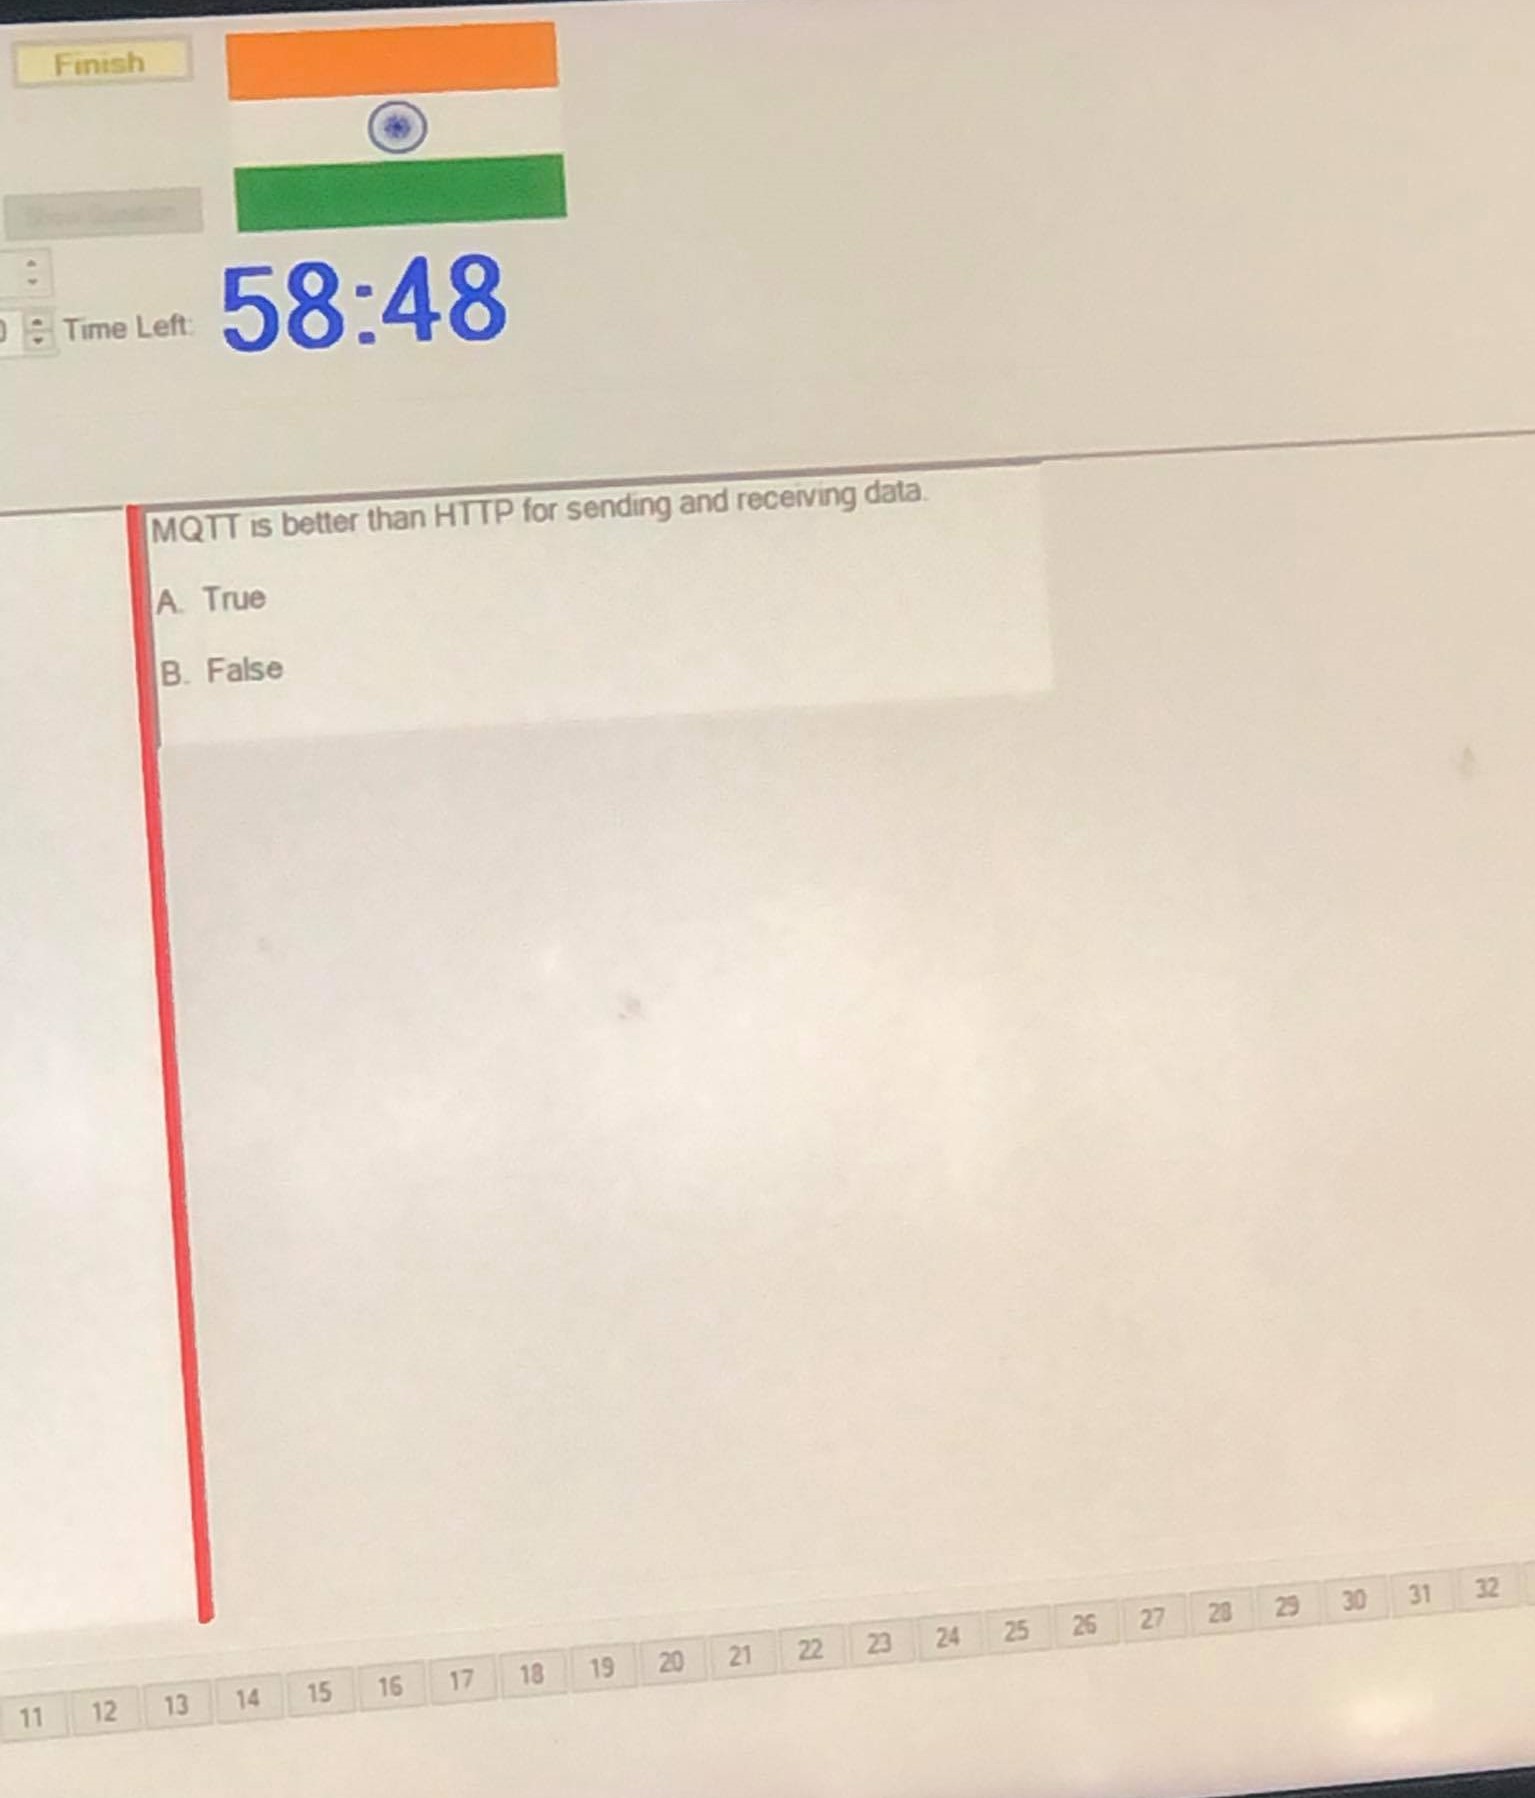 Finish
Time Left: 58:48
MQTT is better than HTTP for sending and receiving data.
A. True
B. False
11 12 13 14 15 16 17 18 19 20 21 22 23 24 25 26 27 28 29 30 31 32